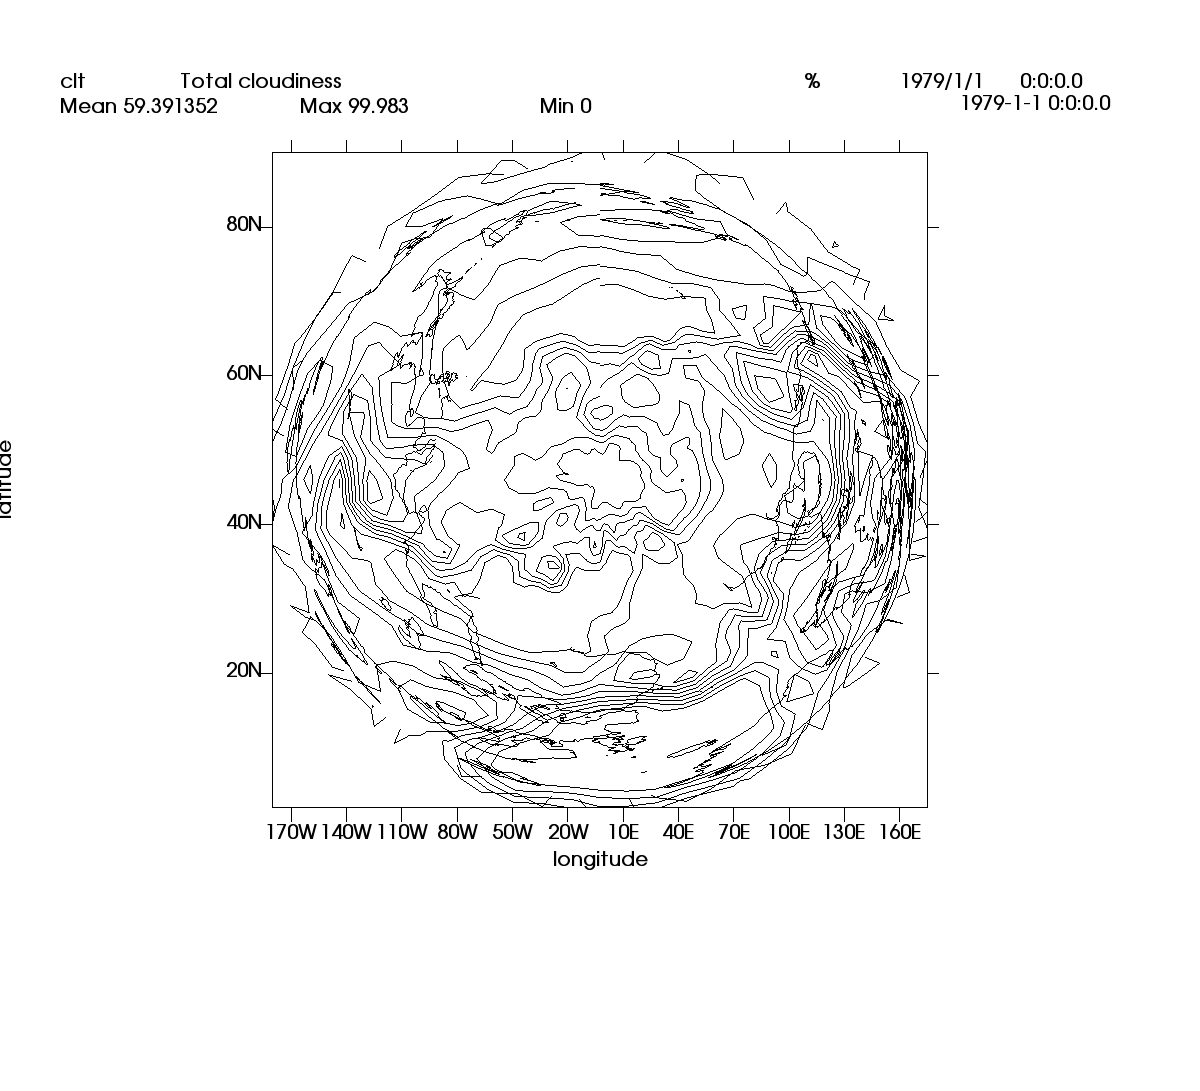 clt Total cloudiness % 1979/1/1 0:0:0.0
Mean 59.391352 Max 99.983 Min 0 1979-1-1 0:0:0.0
80N
60N
40N
20N
latitude
170W 140W 110W 80W 50W 20W 10E 40E 70E 100E 130E 160E
longitude